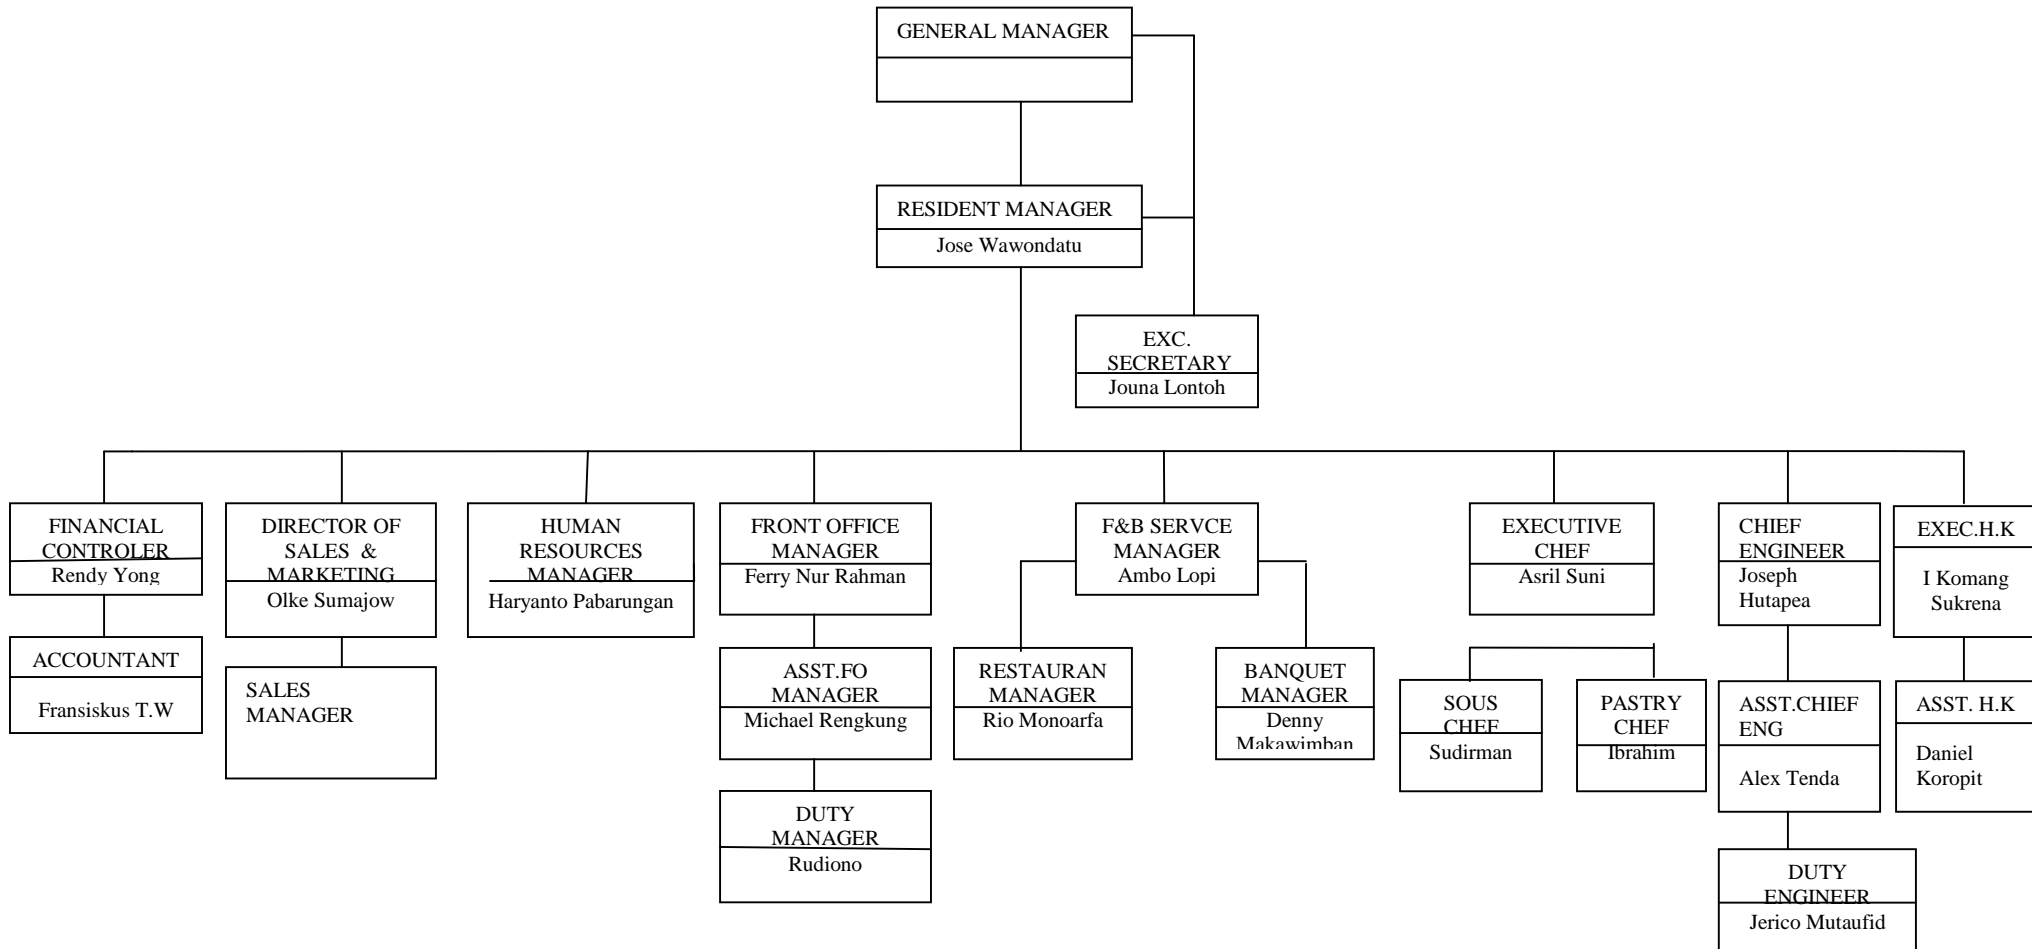 GENERAL MANAGER
RESIDENT MANAGER
Jose Wawondatu
EXC.
SECRETARY
Jouna Lontoh
FINANCIAL
CONTROLER
Rendy Yong
ACCOUNTANT
Fransiskus T.W
DIRECTOR OF
SALES &
MARKETING
Olke Sumajow
SALES
MANAGER
HUMAN
RESOURCES
MANAGER
Haryanto Pabarungan
FRONT OFFICE
MANAGER
Ferry Nur Rahman
ASST.FO
MANAGER
Michael Rengkung
DUTY
MANAGER
Rudiono
F&B SERVCE
MANAGER
Ambo Lopi
RESTAURAN
MANAGER
Rio Monoarfa
BANQUET
MANAGER
Denny
Makawimban
EXECUTIVE
CHEF
Asril Suni
SOUS
CHEF
Sudirman
PASTRY
CHEF
Ibrahim
CHIEF
ENGINEER
Joseph
Hutapea
ASST.CHIEF
ENG
Alex Tenda
DUTY
ENGINEER
Jerico Mutaufid
EXEC.H.K
I Komang
Sukrena
ASST. H.K
Daniel
Koropit